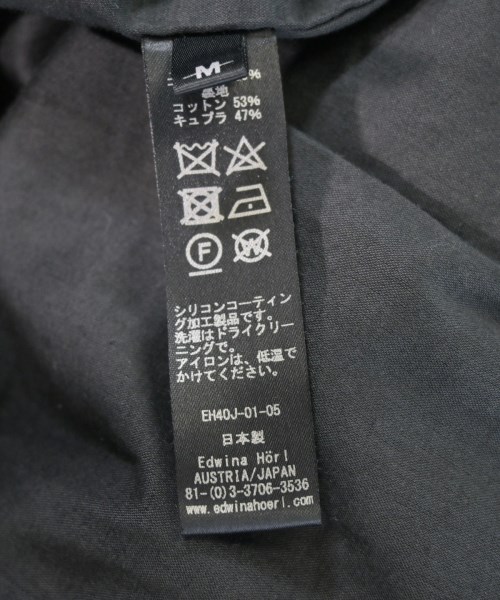 M
裏地
コットン 53%
キュプラ 47%
F
W
シリコンコーティン
グ加工製品です。
洗濯はドライクリー
ニングで。
アイロンは、低温で
かけてください。
EH40J-01-05
日本製
Edwina Hörl
AUSTRIA/JAPAN
81-(0)3-3706-3536
www.edwinahoerl.com